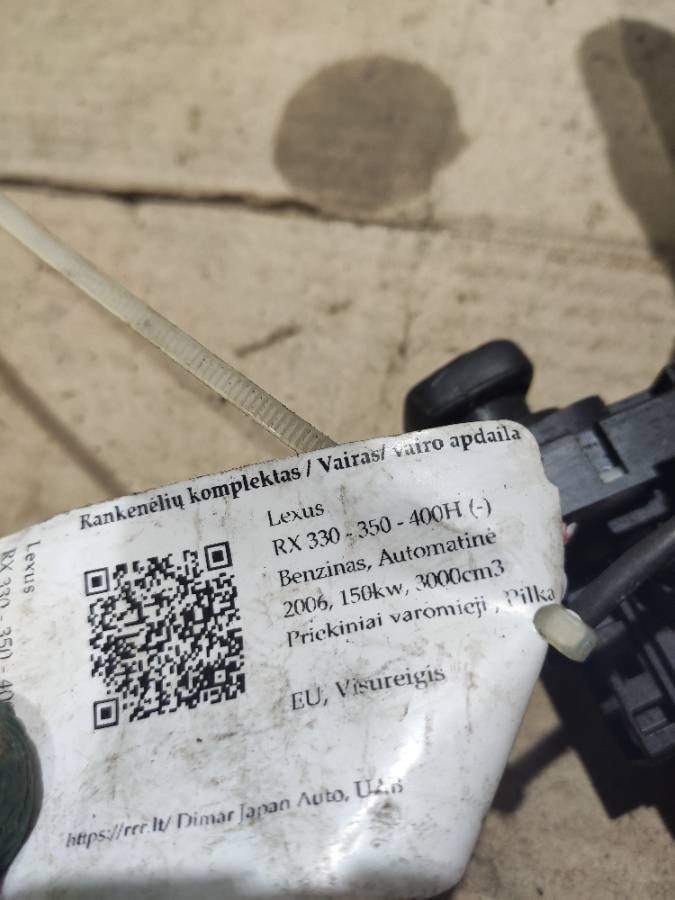 Rankenėlių komplektas / Vairas/ vairo apdaila
Lexus
RX 330 - 350 - 400H (-)
Benzinas, Automatinė
2006, 150kw, 3000cm3
Priekiniai varomieji , Pilka
EU, Visureigis
https://rrr.lt/ Dimar Japan Auto, UAB
Lexus
RX 330 - 350 - 40